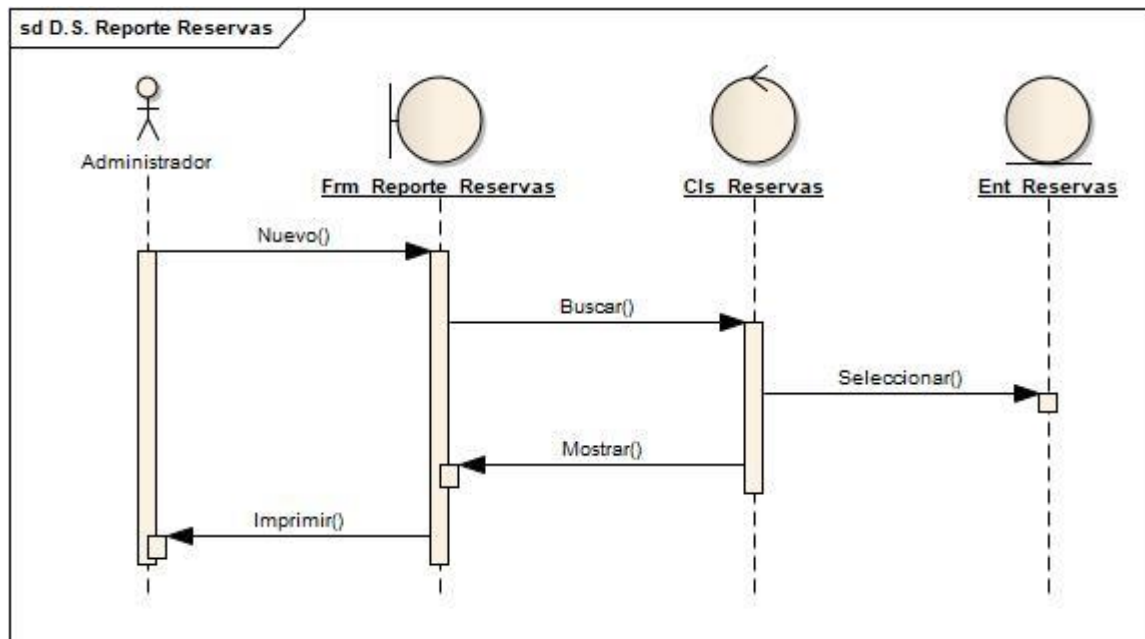 sd D.S. Reporte Reservas
Administrador
Frm_Reporte_Reservas
Cls_Reservas
Ent_Reservas
Nuevo()
Buscar()
Seleccionar()
Mostrar()
Imprimir()